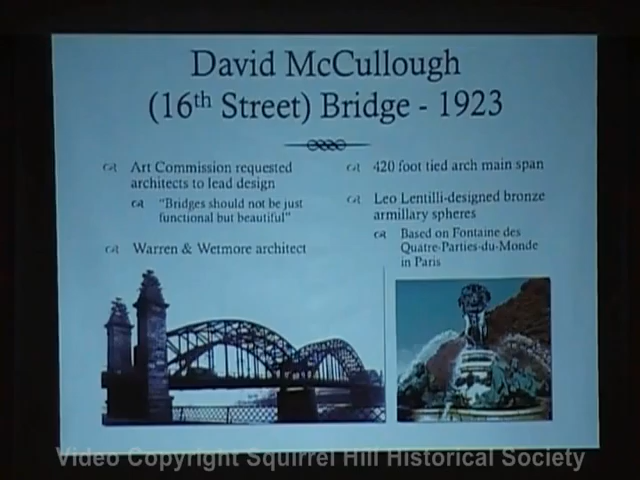 David McCullough
(16th Street) Bridge - 1923
Art Commission requested
architects to lead design
"Bridges should not be just
functional but beautiful"
Warren & Wetmore architect
420 foot tied arch main span
Leo Lentilli-designed bronze
armillary spheres
Based on Fontaine des
Quatre-Parties-du-Monde
in Paris
Video Copyright Squirrel Hill Historical Society